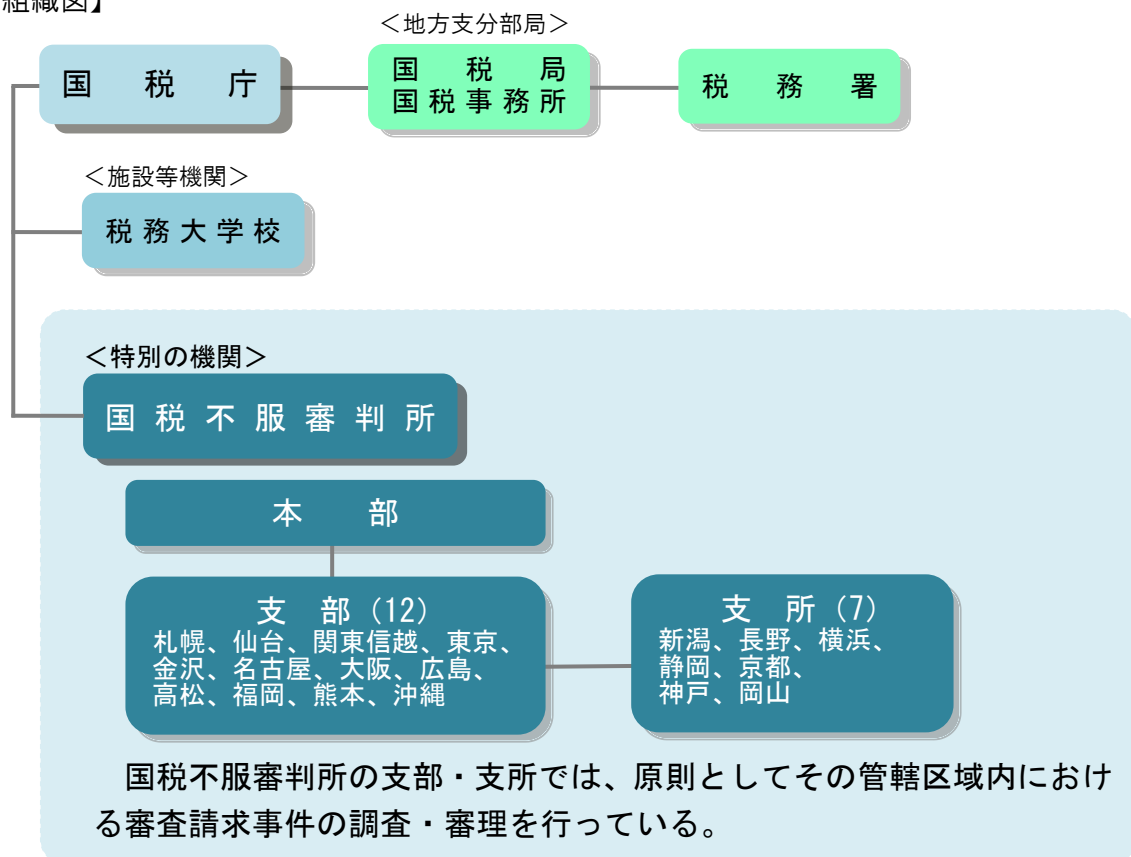 組織図】
＜地方支分部局＞
国税庁
国税局
国税事務所
税務署
＜施設等機関＞
税務大学校
＜特別の機関＞
国税不服審判所
本部
支部（12）
札幌、仙台、関東信越、東京、
金沢、名古屋、大阪、広島、
高松、福岡、熊本、沖縄
支所（7）
新潟、長野、横浜、
静岡、京都、
神戸、岡山
国税不服審判所の支部・支所では、原則としてその管轄区域内におけ
る審査請求事件の調査・審理を行っている。